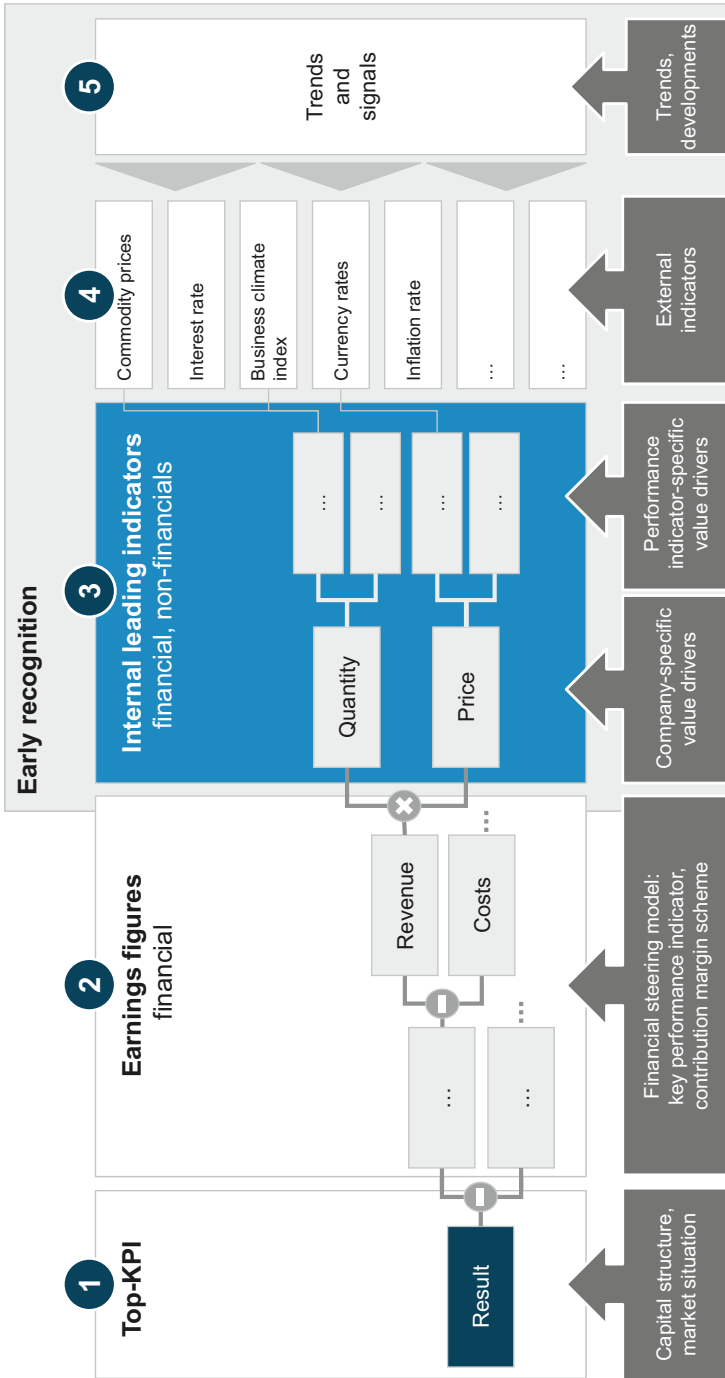 Early recognition
1
Top-KPI
Result
2
Earnings figures
financial
…
…
…
Revenue
Costs
…
3
Internal leading indicators
financial, non-financials
Quantity
Price
…
…
…
…
4
Commodity prices
Interest rate
Business climate
index
Currency rates
Inflation rate
…
…
5
Trends
and
signals
Capital structure,
market situation
Financial steering model:
key performance indicator,
contribution margin scheme
Company-specific
value drivers
Performance
indicator-specific
value drivers
External
indicators
Trends,
developments